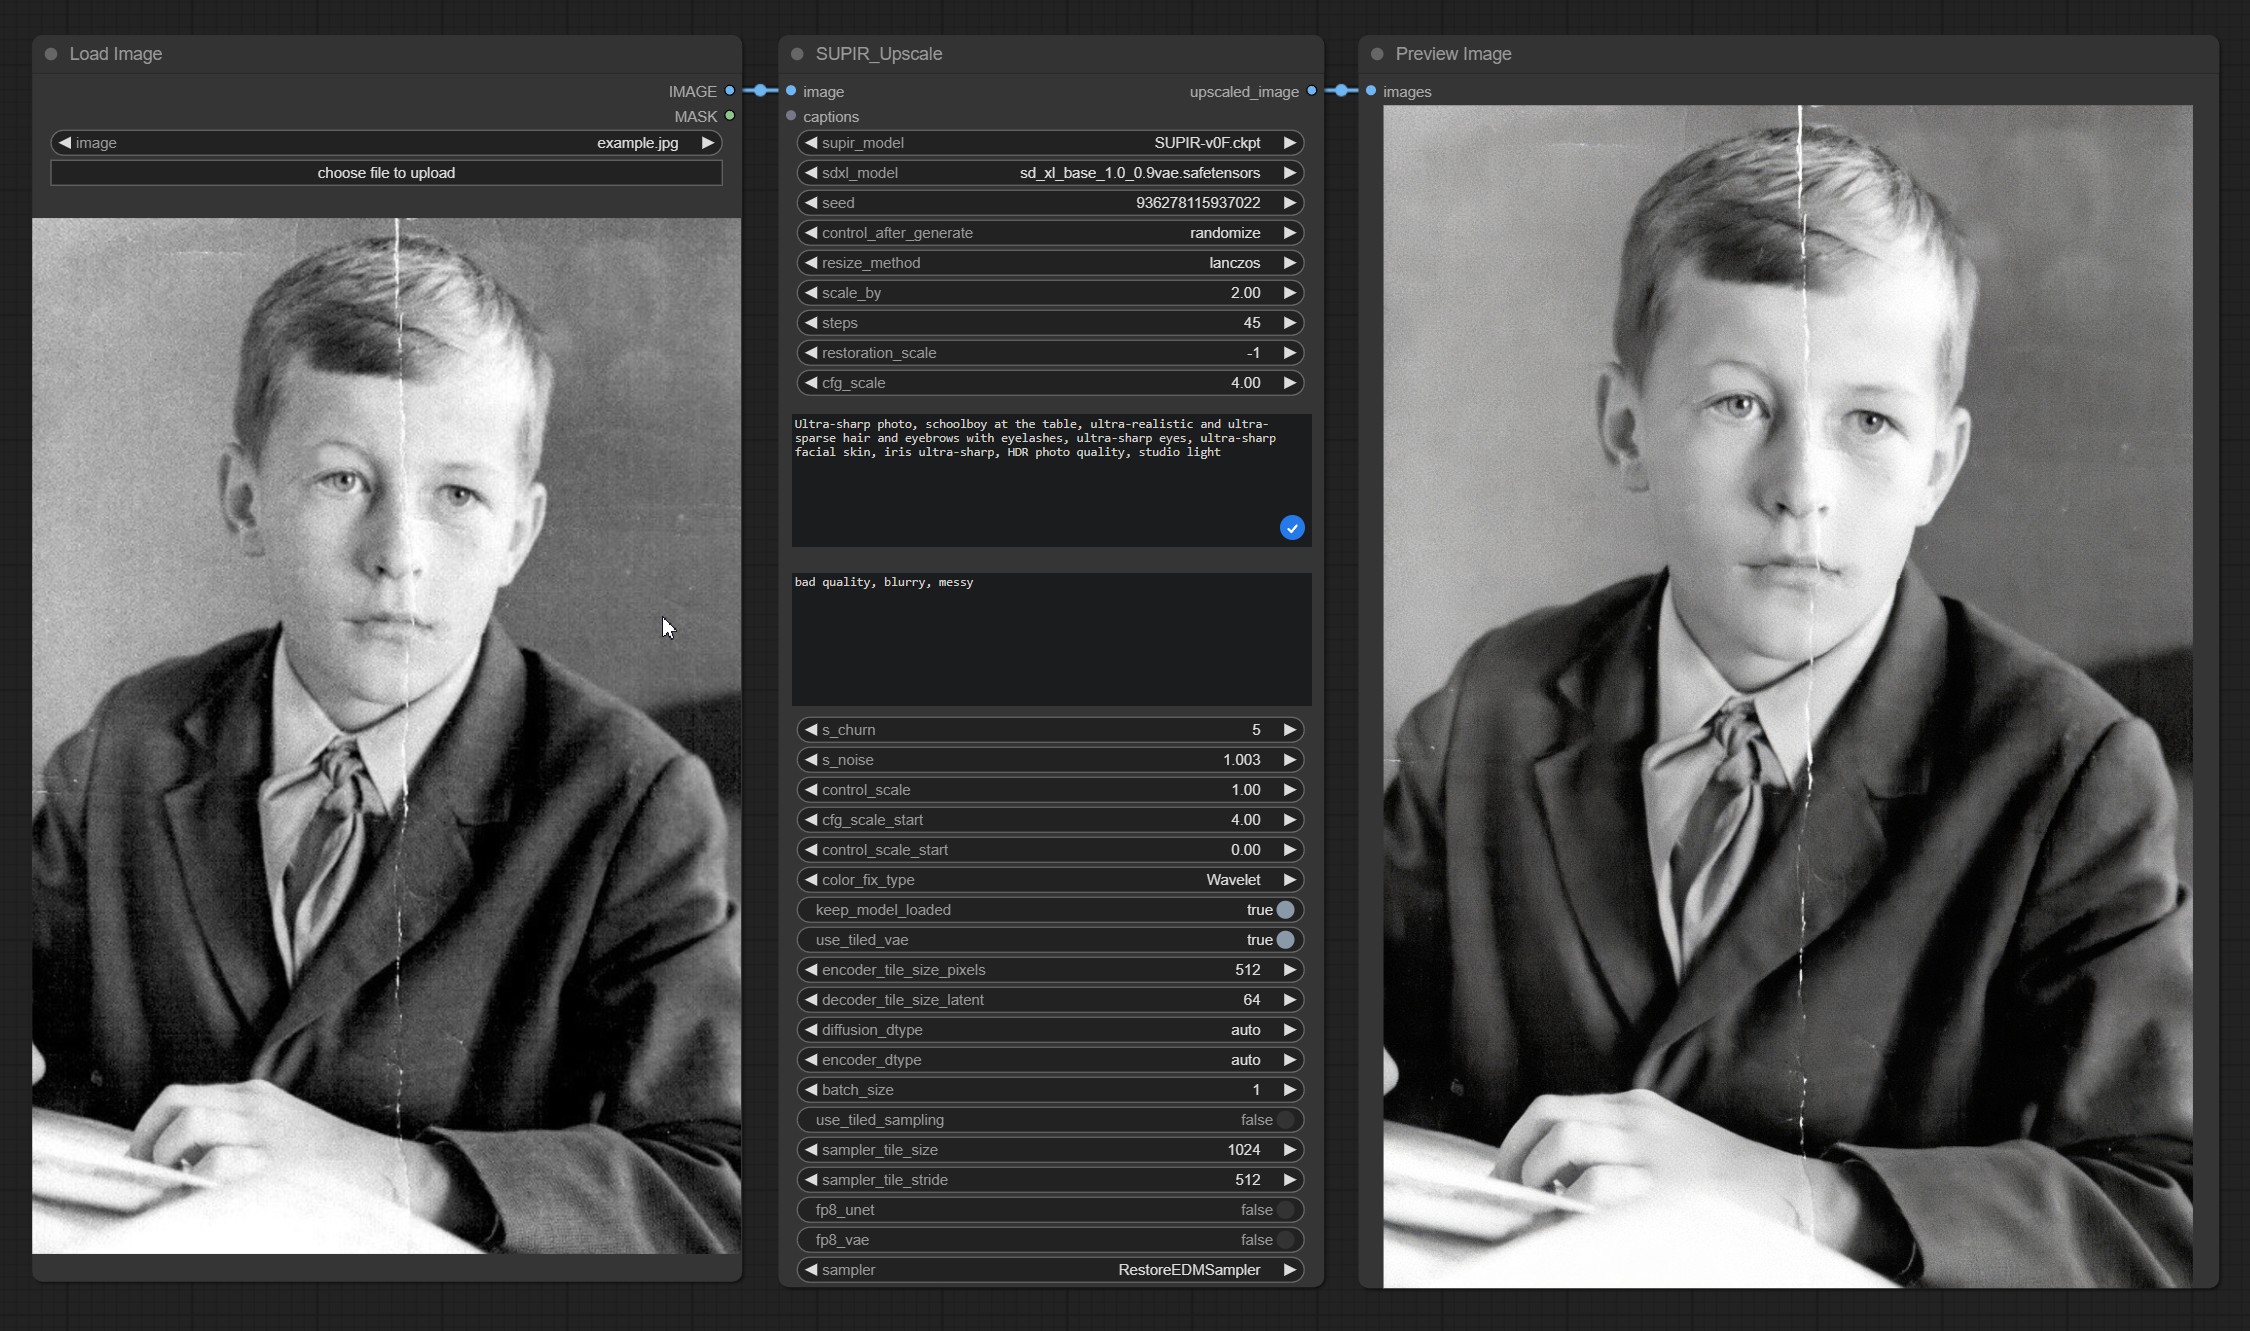 Load Image
IMAGE
MASK
image example.jpg
choose file to upload
SUPIR_Upscale
image upscaled_image
captions
supir_model SUPIR-v0F.ckpt
sdxl_model sd_xl_base_1.0_0.9vae.safetensors
seed 936278115937022
control_after_generate randomize
resize_method lanczos
scale_by 2.00
steps 45
restoration_scale -1
cfg_scale 4.00
Ultra-sharp photo, schoolboy at the table, ultra-realistic and ultra-
sparse hair and eyebrows with eyelashes, ultra-sharp eyes, ultra-sharp
facial skin, iris ultra-sharp, HDR photo quality, studio light
bad quality, blurry, messy
s_churn 5
s_noise 1.003
control_scale 1.00
cfg_scale_start 4.00
control_scale_start 0.00
color_fix_type Wavelet
keep_model_loaded true
use_tiled_vae true
encoder_tile_size_pixels 512
decoder_tile_size_latent 64
diffusion_dtype auto
encoder_dtype auto
batch_size 1
use_tiled_sampling false
sampler_tile_size 1024
sampler_tile_stride 512
fp8_unet false
fp8_vae false
sampler RestoreEDMSampler
Preview Image
images